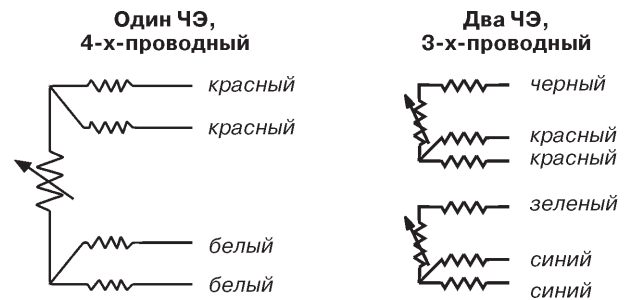 Один ЧЭ,
4-х-проводный
красный
красный
белый
белый
Два ЧЭ,
3-х-проводный
черный
красный
красный
зеленый
синий
синий